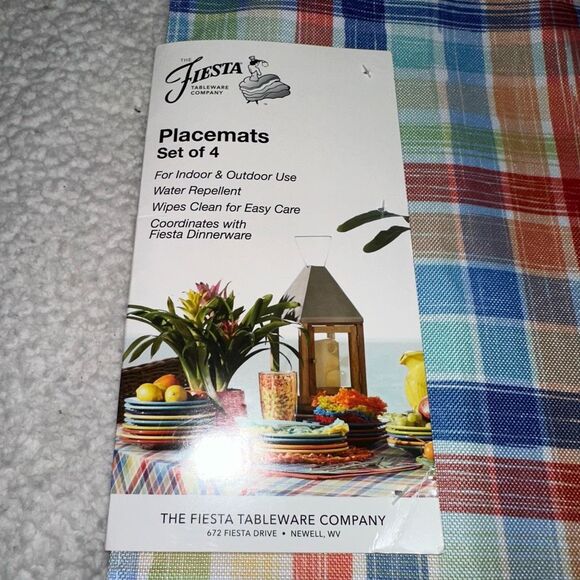 THE
FIESTA
TABLEWARE
COMPANY
Placemats
Set of 4
For Indoor & Outdoor Use
Water Repellent
Wipes Clean for Easy Care
Coordinates with
Fiesta Dinnerware
THE FIESTA TABLEWARE COMPANY
672 FIESTA DRIVE • NEWELL, WV